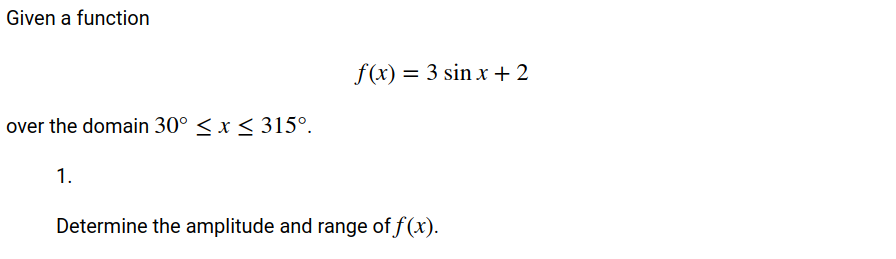 Given a function
f(x) = 3 sin x + 2
over the domain 30° ≤ x ≤ 315°.
1.
Determine the amplitude and range of f(x).